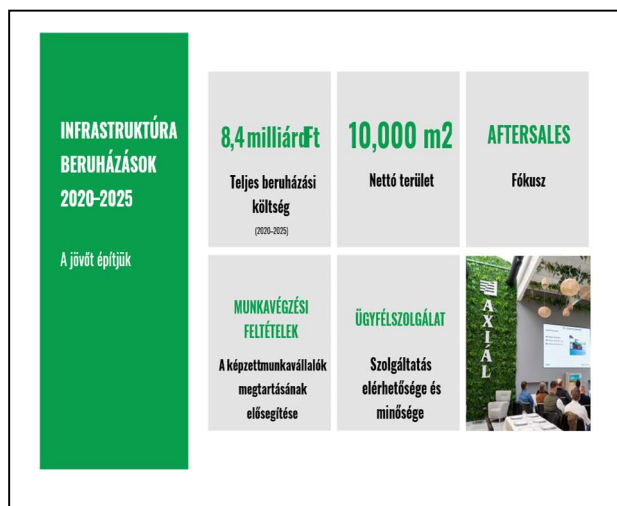 INFRASTRUKTÚRA
BERUHÁZÁSOK
2020-2025
A jövőt építjük
8,4 milliárdFt
Teljes beruházási
költség
(2020-2025)
10,000 m2
Nettó terület
AFTERSALES
Fókusz
MUNKAVÉGZÉSI
FELTÉTELEK
A képzettmunkavállalók
megtartásának
elősegítése
ÜGYFÉLSZOLGÁLAT
Szolgáltatás
elérhetősége és
minősége
AXIÁL